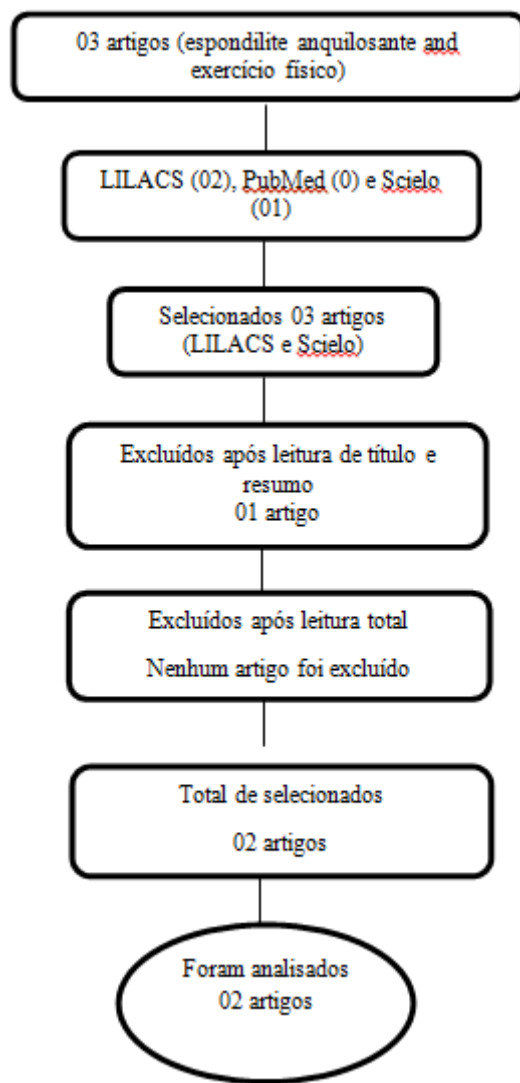 03 artigos (espondilite anquilosante and
exercício físico)
LILACS (02), PubMed (0) e Scielo
(01)
Selecionados 03 artigos
(LILACS e Scielo)
Excluídos após leitura de título e
resumo
01 artigo
Excluídos após leitura total
Nenhum artigo foi excluído
Total de selecionados
02 artigos
Foram analisados
02 artigos